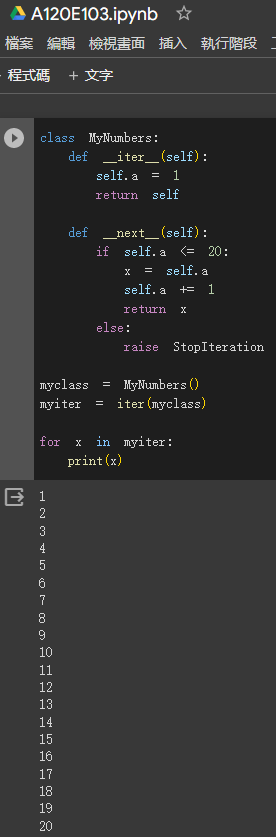 A120E103.ipynb
檔案 編輯 檢視畫面 插入 執行階段
程式碼 + 文字
class MyNumbers:
    def __iter__(self):
        self.a = 1
        return self

    def __next__(self):
        if self.a <= 20:
            x = self.a
            self.a += 1
            return x
        else:
            raise StopIteration

myclass = MyNumbers()
myiter = iter(myclass)

for x in myiter:
    print(x)
1
2
3
4
5
6
7
8
9
10
11
12
13
14
15
16
17
18
19
20